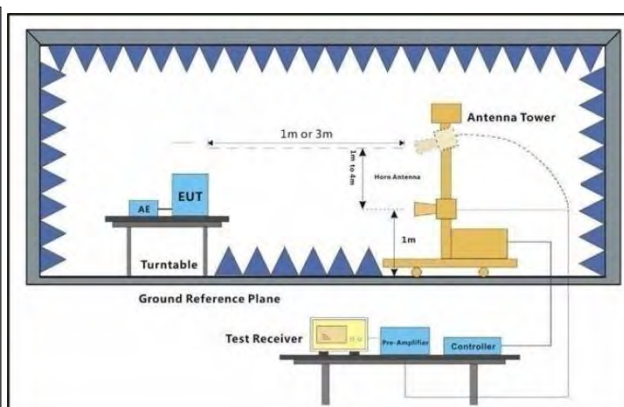 Antenna Tower
1m or 3m
1m to 4m
Horn Antenna
EUT
AE
1m
Turntable
Ground Reference Plane
Test Receiver
Pre-Amplifier
Controller